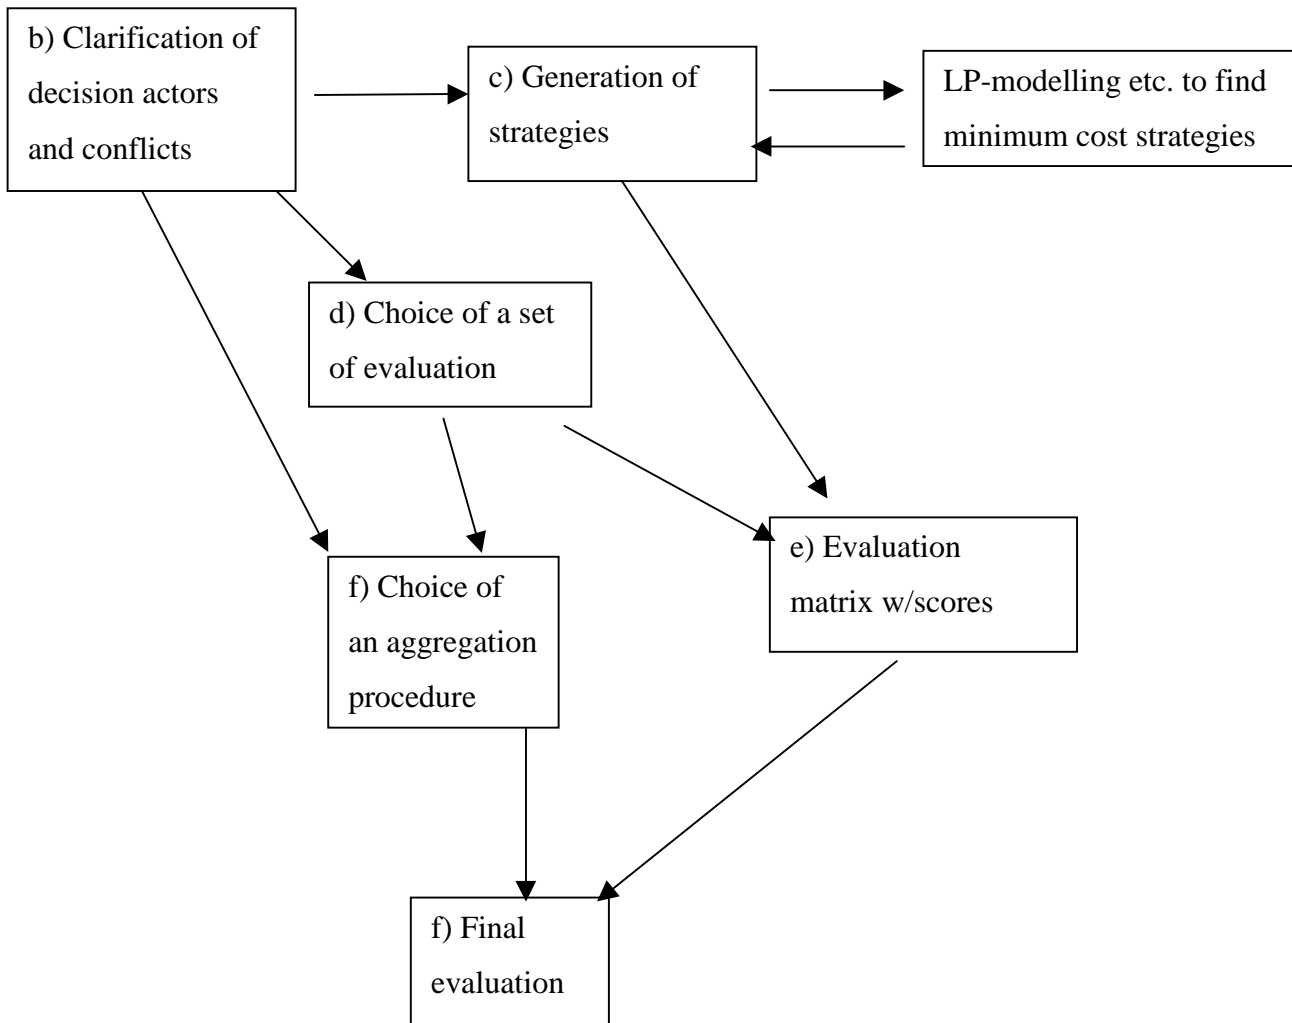 b) Clarification of
decision actors
and conflicts
c) Generation of
strategies
LP-modelling etc. to find
minimum cost strategies
d) Choice of a set
of evaluation
f) Choice of
an aggregation
procedure
e) Evaluation
matrix w/scores
f) Final
evaluation